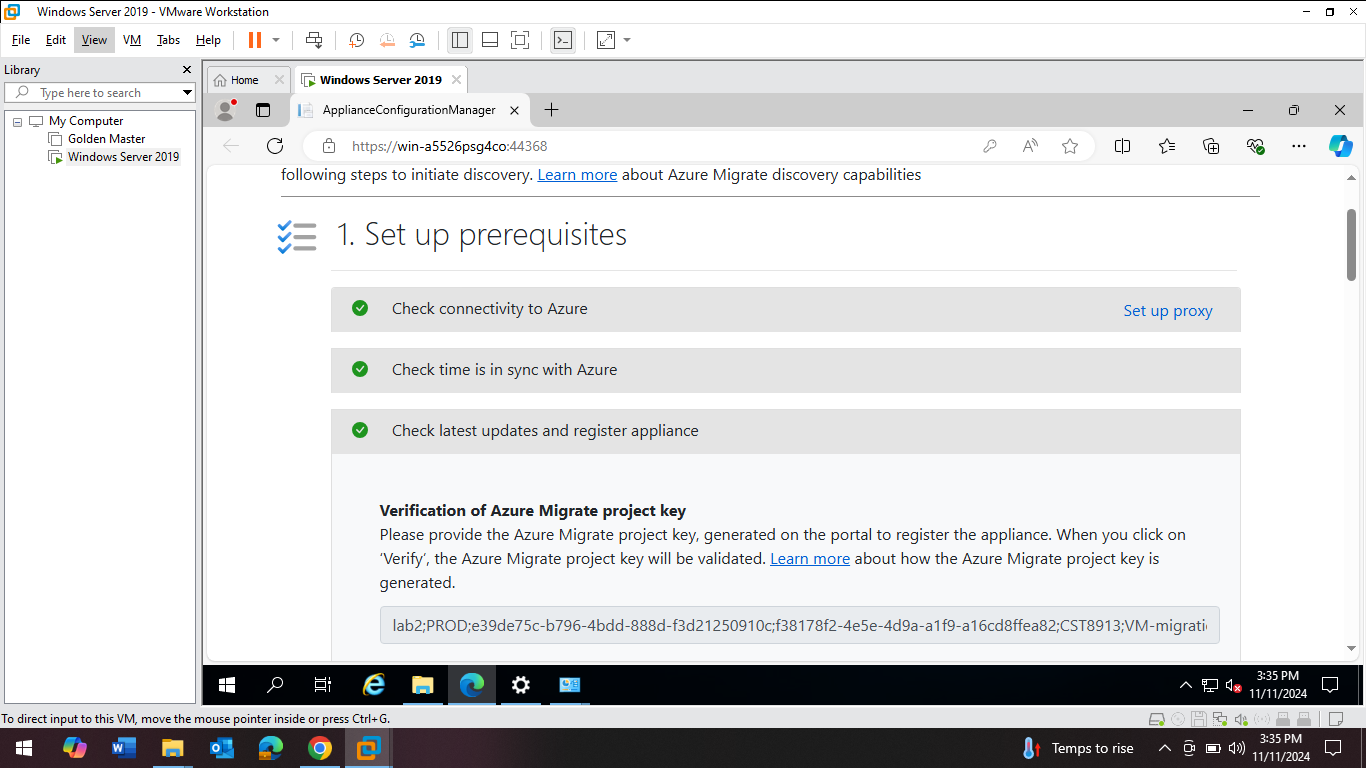 Windows Server 2019 - VMware Workstation
File Edit View VM Tabs Help
Library
Type here to search
My Computer
Golden Master
Windows Server 2019
Home
Windows Server 2019
ApplianceConfigurationManager
https://win-a5526psg4co:44368
following steps to initiate discovery. Learn more about Azure Migrate discovery capabilities
1. Set up prerequisites
Check connectivity to Azure
Set up proxy
Check time is in sync with Azure
Check latest updates and register appliance
Verification of Azure Migrate project key
Please provide the Azure Migrate project key, generated on the portal to register the appliance. When you click on
‘Verify’, the Azure Migrate project key will be validated. Learn more about how the Azure Migrate project key is
generated.
lab2;PROD;e39de75c-b796-4bdd-888d-f3d21250910c;f38178f2-4e5e-4d9a-a1f9-a16cd8ffea82;CST8913;VM-migrati
3:35 PM
11/11/2024
To direct input to this VM, move the mouse pointer inside or press Ctrl+G.
Temps to rise
3:35 PM
11/11/2024